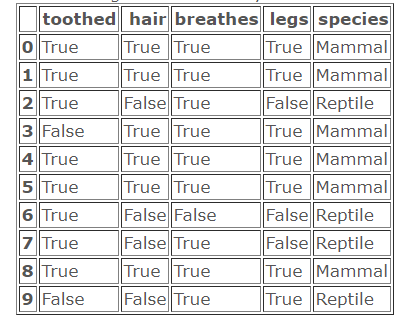 toothed hair breathes legs species
0 True True True True Mammal
1 True True True True Mammal
2 True False True False Reptile
3 False True True True Mammal
4 True True True True Mammal
5 True True True True Mammal
6 True False False False Reptile
7 True False True False Reptile
8 True True True True Mammal
9 False False True True Reptile